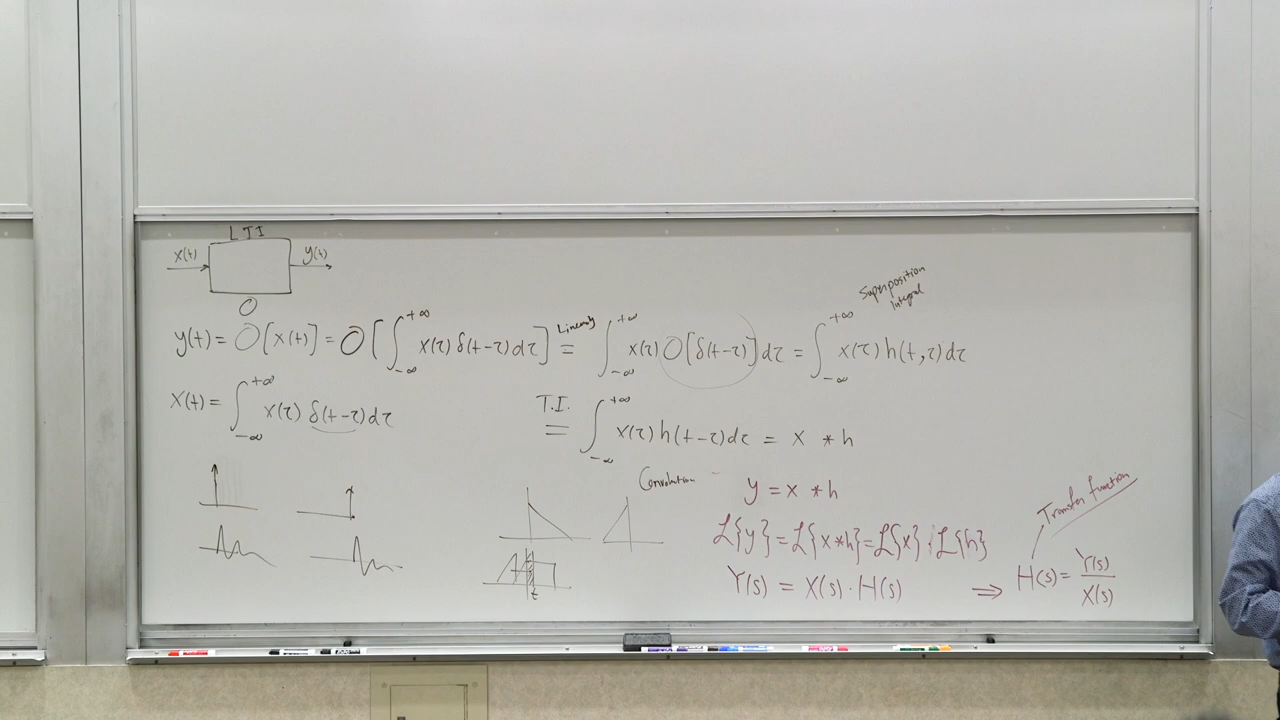 LTI
x(t) y(t)
O
Superposition
Integral
y(t) = O[x(t)] = O[∫_{-∞}^{+∞} x(τ) δ(t-τ) dτ] Linearity = ∫_{-∞}^{+∞} x(τ) O[δ(t-τ)] dτ = ∫_{-∞}^{+∞} x(τ) h(t,τ) dτ
x(t) = ∫_{-∞}^{+∞} x(τ) δ(t-τ) dτ
T.I. = ∫_{-∞}^{+∞} x(τ) h(t-τ) dτ = x * h
Convolution
t
y = x * h
ℒ{y} = ℒ{x*h} = ℒ{x} · ℒ{h}
Y(s) = X(s) · H(s) ⇒ H(s) = Y(s)/X(s)
Transfer function